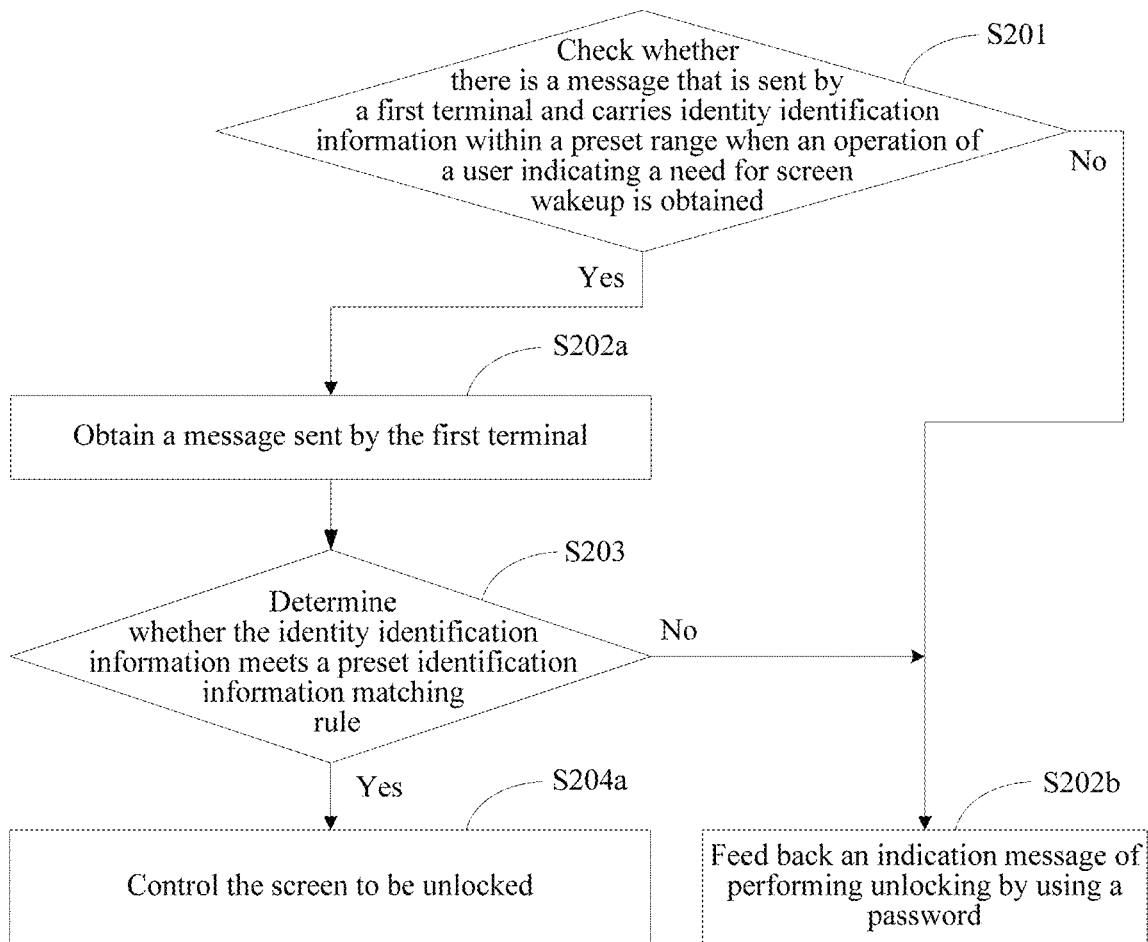 S201
Check whether
there is a message that is sent by
a first terminal and carries identity identification
information within a preset range when an operation of
a user indicating a need for screen
wakeup is obtained
No
Yes
S202a
Obtain a message sent by the first terminal
S203
Determine
whether the identity identification
information meets a preset identification
information matching
rule
No
Yes
S204a
S202b
Control the screen to be unlocked
Feed back an indication message of
performing unlocking by using a
password